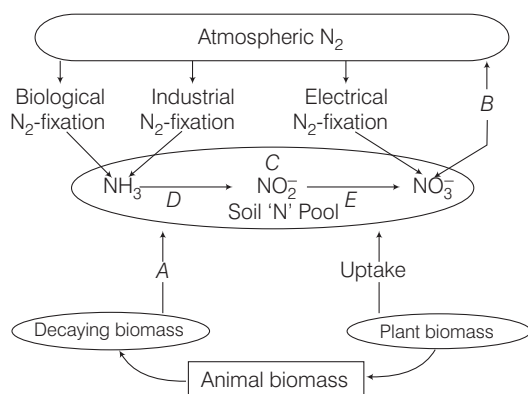 Atmospheric N₂
Biological
N₂-fixation
Industrial
N₂-fixation
Electrical
N₂-fixation
B
C
NH₃
D
NO₂⁻
E
NO₃⁻
Soil 'N' Pool
A
Uptake
Decaying biomass
Plant biomass
Animal biomass